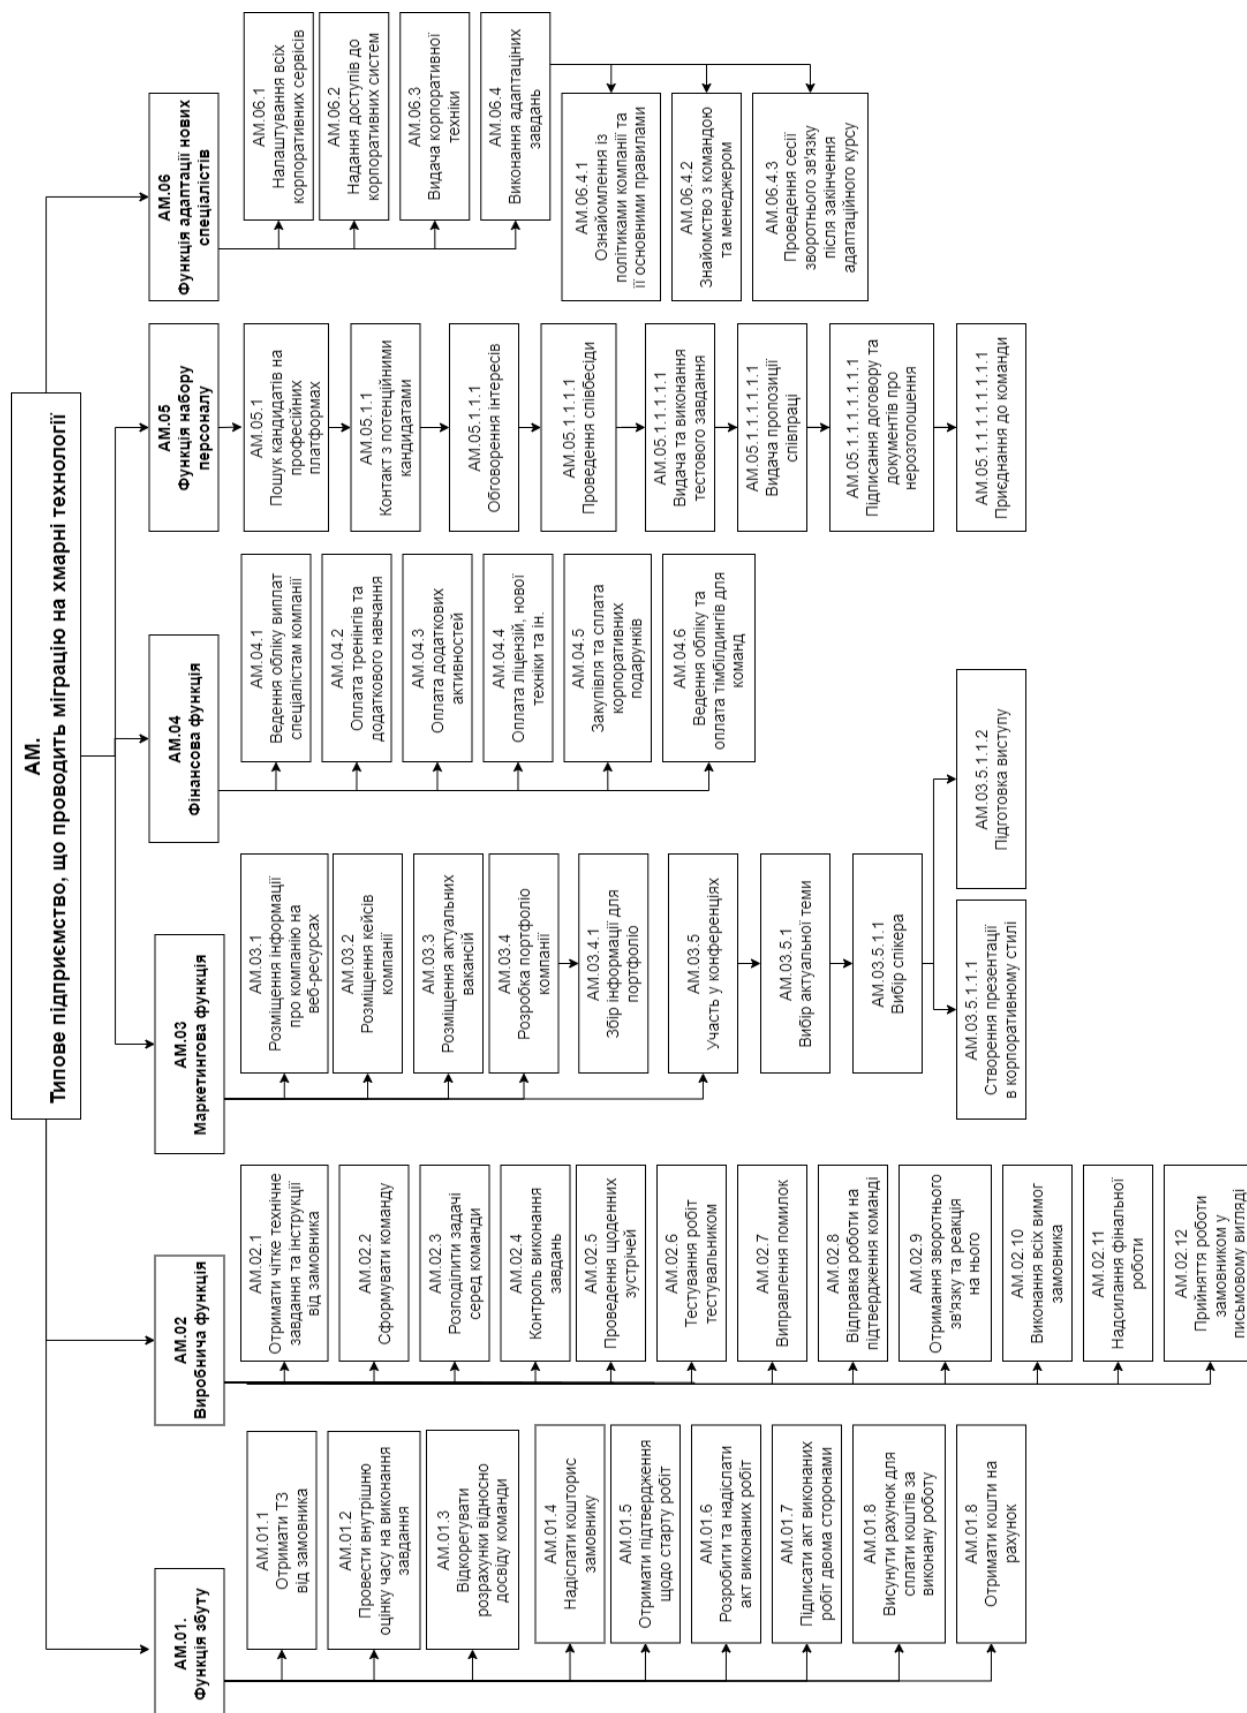 АМ.
Типове підприємство, що проводить міграцію на хмарні технології
АМ.01.
Функція збуту
АМ.01.1
Отримати ТЗ
від замовника
АМ.01.2
Провести внутрішню
оцінку часу на виконання
завдання
АМ.01.3
Відкорегувати
розрахунки відносно
досвіду команди
АМ.01.4
Надіслати кошторис
замовнику
АМ.01.5
Отримати підтвердження
щодо старту робіт
АМ.01.6
Розробити та надіслати
акт виконаних робіт
АМ.01.7
Підписати акт виконаних
робіт двома сторонами
АМ.01.8
Висунути рахунок для
сплати коштів за
виконану роботу
АМ.01.8
Отримати кошти на
рахунок
АМ.02
Виробнича функція
АМ.02.1
Отримати чітке технічне
завдання та інструкції
від замовника
АМ.02.2
Сформувати команду
АМ.02.3
Розподілити задачі
серед команди
АМ.02.4
Контроль виконання
завдань
АМ.02.5
Проведення щоденних
зустрічей
АМ.02.6
Тестування робіт
тестувальником
АМ.02.7
Виправлення помилок
АМ.02.8
Відправка роботи на
підтвердження команді
АМ.02.9
Отримання зворотнього
зв'язку та реакція
на нього
АМ.02.10
Виконання всіх вимог
замовника
АМ.02.11
Надсилання фінальної
роботи
АМ.02.12
Прийняття роботи
замовником у
письмовому вигляді
АМ.03
Маркетингова функція
АМ.03.1
Розміщення інформації
про компанію на
веб-ресурсах
АМ.03.2
Розміщення кейсів
компанії
АМ.03.3
Розміщення актуальних
вакансій
АМ.03.4
Розробка портфоліо
компанії
АМ.03.4.1
Збір інформації для
портфоліо
АМ.03.5
Участь у конференціях
АМ.03.5.1
Вибір актуальної теми
АМ.03.5.1.1
Вибір спікера
АМ.03.5.1.1.1
Створення презентації
в корпоративному стилі
АМ.03.5.1.1.2
Підготовка виступу
АМ.04
Фінансова функція
АМ.04.1
Ведення обліку виплат
спеціалістам компанії
АМ.04.2
Оплата тренінгів та
додаткового навчання
АМ.04.3
Оплата додаткових
активностей
АМ.04.4
Оплата ліцензій, нової
техніки та ін.
АМ.04.5
Закупівля та сплата
корпоративних
подарунків
АМ.04.6
Ведення обліку та
оплата тімбілдингів для
команд
АМ.05
Функція набору
персоналу
АМ.05.1
Пошук кандидатів на
професійних
платформах
АМ.05.1.1
Контакт з потенційними
кандидатами
АМ.05.1.1.1
Обговорення інтересів
АМ.05.1.1.1.1
Проведення співбесіди
АМ.05.1.1.1.1.1
Видача та виконання
тестового завдання
АМ.05.1.1.1.1.1.1
Видача пропозиції
співпраці
АМ.05.1.1.1.1.1.1.1
Підписання договору та
документів про
нерозголошення
АМ.05.1.1.1.1.1.1.1.1
Приєднання до команди
АМ.06
Функція адаптації нових
спеціалістів
АМ.06.1
Налаштування всіх
корпоративних сервісів
АМ.06.2
Надання доступів до
корпоративних систем
АМ.06.3
Видача корпоративної
техніки
АМ.06.4
Виконання адаптаціних
завдань
АМ.06.4.1
Ознайомлення із
політиками компанії та
її основними правилами
АМ.06.4.2
Знайомство з командою
та менеджером
АМ.06.4.3
Проведення сесії
зворотнього зв'язку
після закінчення
адаптаційного курсу